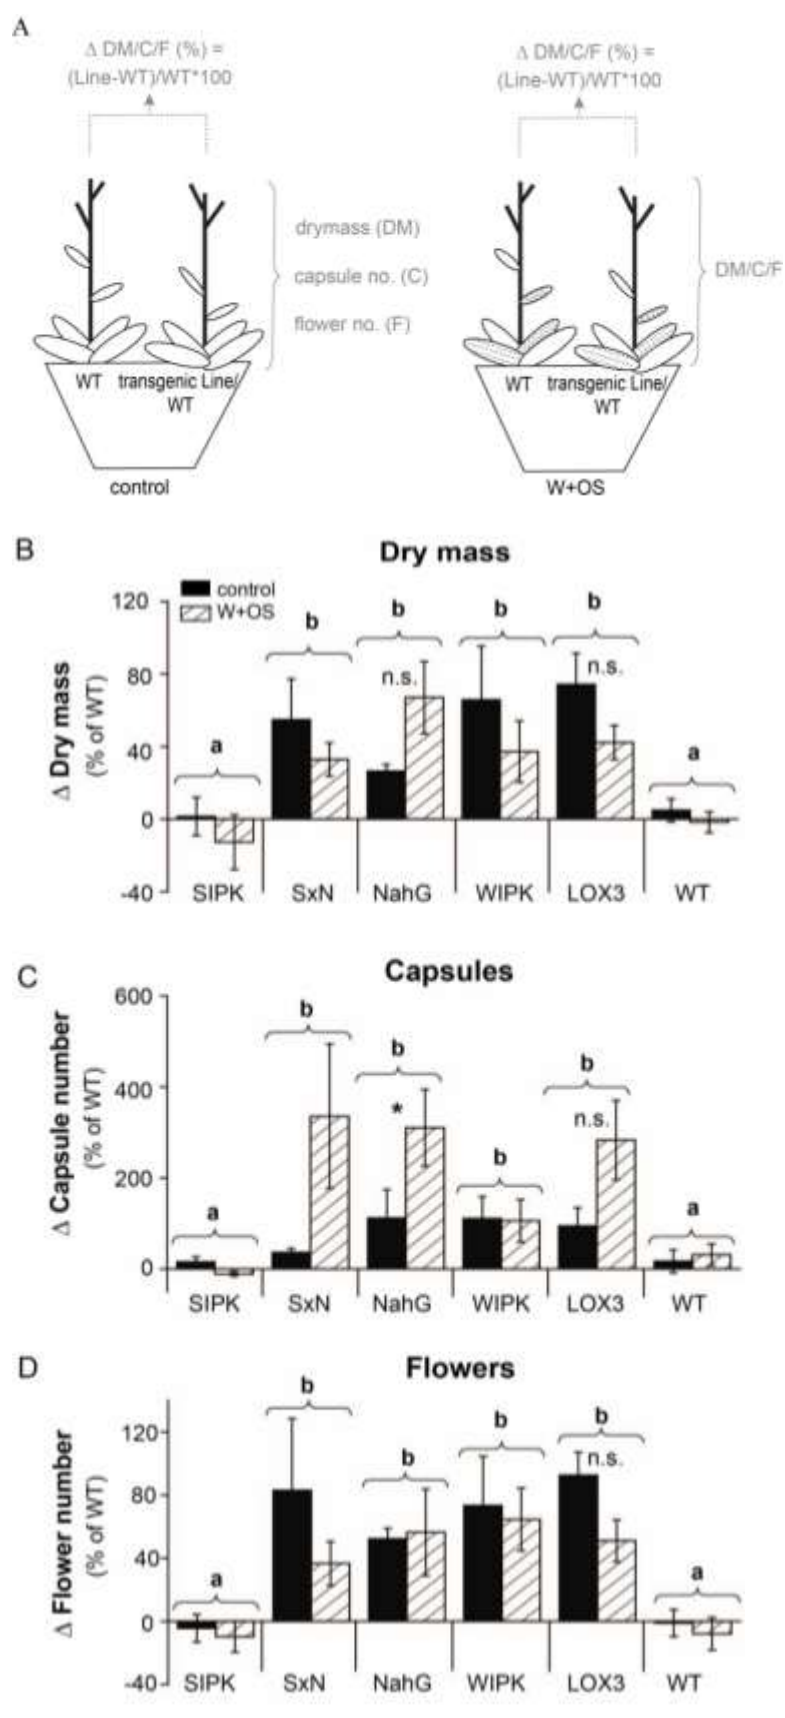 A
Δ DM/C/F (%) =
(Line-WT)/WT*100
Δ DM/C/F (%) =
(Line-WT)/WT*100
drymass (DM)
capsule no. (C)
flower no. (F)
DM/C/F
WT transgenic Line/
WT
WT transgenic Line/
WT
control
W+OS
B
Dry mass
control
W+OS
Δ Dry mass
(% of WT)
120
80
40
0
-40
a
b
b
b
b
a
n.s.
n.s.
SIPK SxN NahG WIPK LOX3 WT
C
Capsules
Δ Capsule number
(% of WT)
600
400
200
0
a
b
b
b
b
a
*
n.s.
SIPK SxN NahG WIPK LOX3 WT
D
Flowers
Δ Flower number
(% of WT)
120
80
40
0
-40
a
b
b
b
b
a
n.s.
SIPK SxN NahG WIPK LOX3 WT